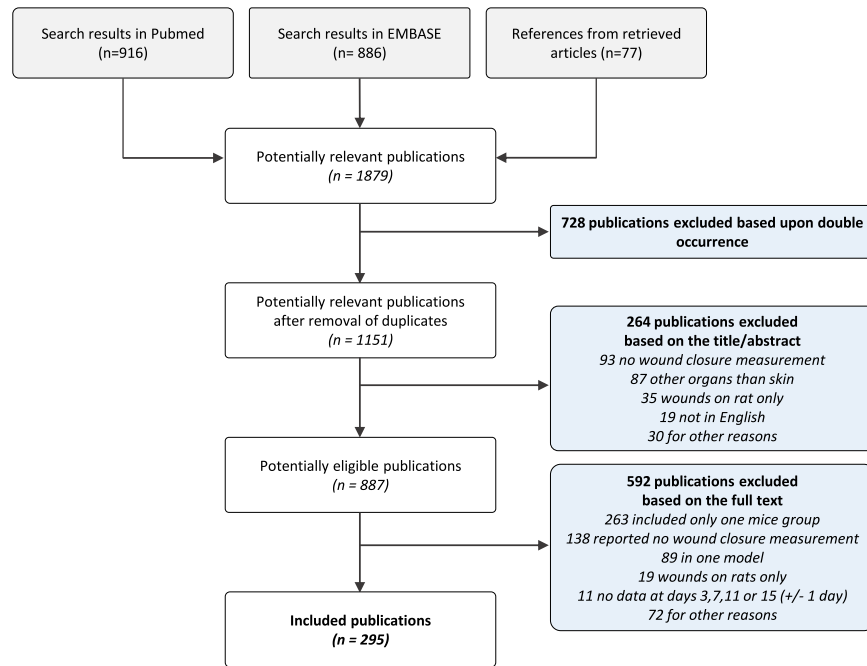 Search results in Pubmed
(n=916)
Search results in EMBASE
(n= 886)
References from retrieved
articles (n=77)
Potentially relevant publications
(n = 1879)
728 publications excluded based upon double
occurrence
Potentially relevant publications
after removal of duplicates
(n = 1151)
264 publications excluded
based on the title/abstract
93 no wound closure measurement
87 other organs than skin
35 wounds on rat only
19 not in English
30 for other reasons
Potentially eligible publications
(n = 887)
592 publications excluded
based on the full text
263 included only one mice group
138 reported no wound closure measurement
89 in one model
19 wounds on rats only
11 no data at days 3,7,11 or 15 (+/- 1 day)
72 for other reasons
Included publications
(n = 295)